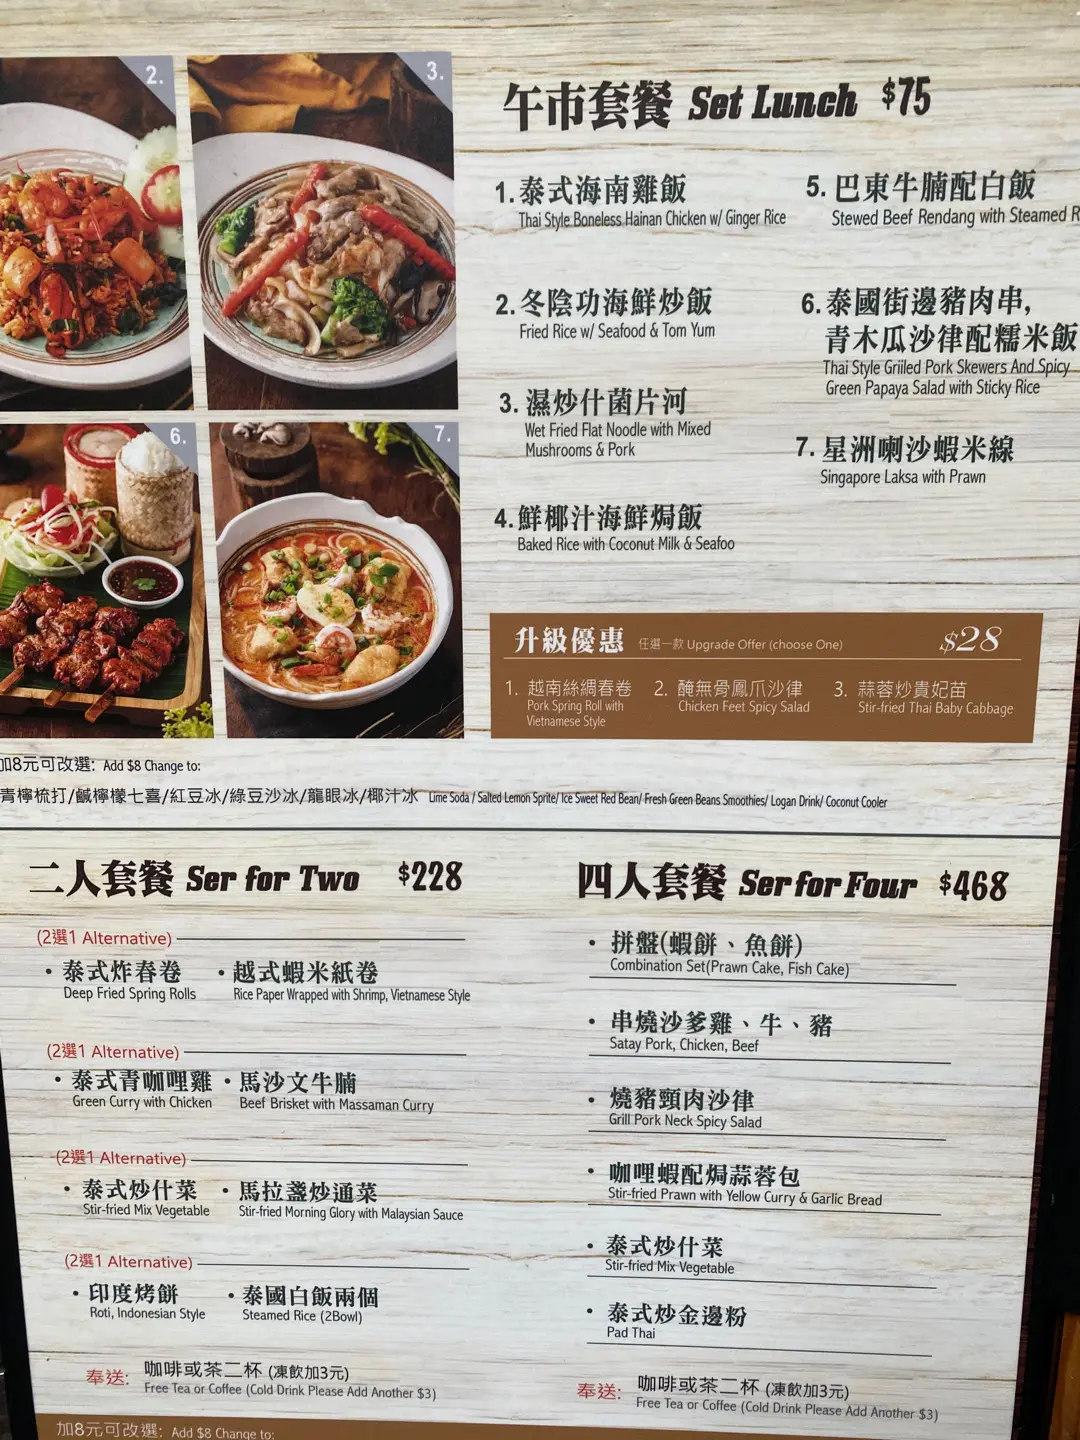 2.
3.
6.
7.
午市套餐 Set Lunch $75
1. 泰式海南雞飯
Thai Style Boneless Hainan Chicken w/ Ginger Rice
2. 冬陰功海鮮炒飯
Fried Rice w/ Seafood & Tom Yum
3. 濕炒什菌片河
Wet Fried Flat Noodle with Mixed
Mushrooms & Pork
4. 鮮椰汁海鮮焗飯
Baked Rice with Coconut Milk & Seafoo
5. 巴東牛腩配白飯
Stewed Beef Rendang with Steamed R
6. 泰國街邊豬肉串,
青木瓜沙律配糯米飯
Thai Style Grilled Pork Skewers And Spicy
Green Papaya Salad with Sticky Rice
7. 星洲喇沙蝦米線
Singapore Laksa with Prawn
升級優惠 任選一款 Upgrade Offer (choose One) $28
1. 越南絲綢春卷
Pork Spring Roll with
Vietnamese Style
2. 醃無骨鳳爪沙律
Chicken Feet Spicy Salad
3. 蒜蓉炒貴妃苗
Stir-fried Thai Baby Cabbage
加8元可改選: Add $8 Change to:
青檸梳打/鹹檸檬七喜/紅豆冰/綠豆沙冰/龍眼冰/椰汁冰 Lime Soda / Salted Lemon Sprite/ Ice Sweet Red Bean/ Fresh Green Beans Smoothies/ Logan Drink/ Coconut Cooler
二人套餐 Ser for Two $228
(2選1 Alternative)
• 泰式炸春卷 • 越式蝦米紙卷
Deep Fried Spring Rolls Rice Paper Wrapped with Shrimp, Vietnamese Style
(2選1 Alternative)
• 泰式青咖哩雞 • 馬沙文牛腩
Green Curry with Chicken Beef Brisket with Massaman Curry
(2選1 Alternative)
• 泰式炒什菜 • 馬拉盞炒通菜
Stir-fried Mix Vegetable Stir-fried Morning Glory with Malaysian Sauce
(2選1 Alternative)
• 印度烤餅 • 泰國白飯兩個
Roti, Indonesian Style Steamed Rice (2Bowl)
奉送: 咖啡或茶二杯 (凍飲加3元)
Free Tea or Coffee (Cold Drink Please Add Another $3)
加8元可改選: Add $8 Change to:
四人套餐 Ser for Four $468
• 拼盤(蝦餅、魚餅)
Combination Set(Prawn Cake, Fish Cake)
• 串燒沙爹雞、牛、豬
Satay Pork, Chicken, Beef
• 燒豬頸肉沙律
Grill Pork Neck Spicy Salad
• 咖哩蝦配焗蒜蓉包
Stir-fried Prawn with Yellow Curry & Garlic Bread
• 泰式炒什菜
Stir-fried Mix Vegetable
• 泰式炒金邊粉
Pad Thai
奉送: 咖啡或茶二杯 (凍飲加3元)
Free Tea or Coffee (Cold Drink Please Add Another $3)